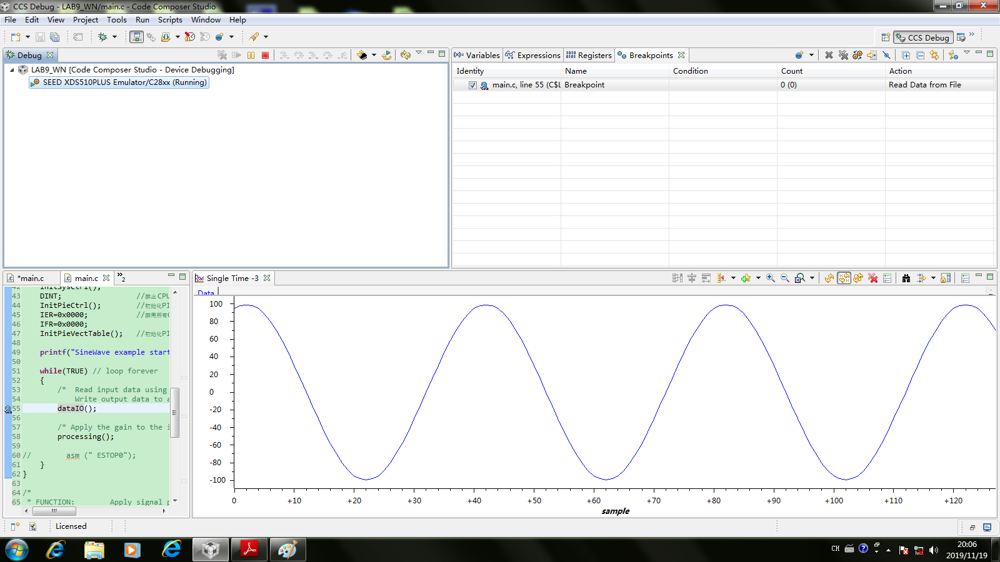 CCS Debug - LAB9_WN/main.c - Code Composer Studio
File Edit View Project Tools Run Scripts Window Help
CCS Debug
Debug
LAB9_WN [Code Composer Studio - Device Debugging]
SEED XDS510PLUS Emulator/C28xx (Running)
(x)= Variables Expressions Registers Breakpoints
Identity Name Condition Count Action
main.c, line 55 (C$L Breakpoint 0 (0) Read Data from File
*main.c main.c 2
42 InitSysCtrl();
43 DINT; //禁止CPU
44 InitPieCtrl(); //初始化PI
45 IER=0x0000; //禁用所有
46 IFR=0x0000;
47 InitPieVectTable(); //初始化PI
48
49 printf("SineWave example start
50
51 while(TRUE) // loop forever
52 {
53 /* Read input data using
54 Write output data to a
55 dataIO();
56
57 /* Apply the gain to the i
58 processing();
59
60 // asm (" ESTOP0");
61 }
62 }
63
64 /*
65 * FUNCTION: Apply signal p
Single Time -3
Data
100
80
60
40
20
0
-20
-40
-60
-80
-100
0 +10 +20 +30 +40 +50 +60 +70 +80 +90 +100 +110 +120
sample
Licensed
CH
20:06
2019/11/19